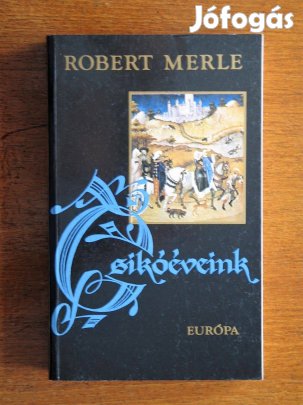 Jófogás
ROBERT MERLE
Csikóéveink
EURÓPA